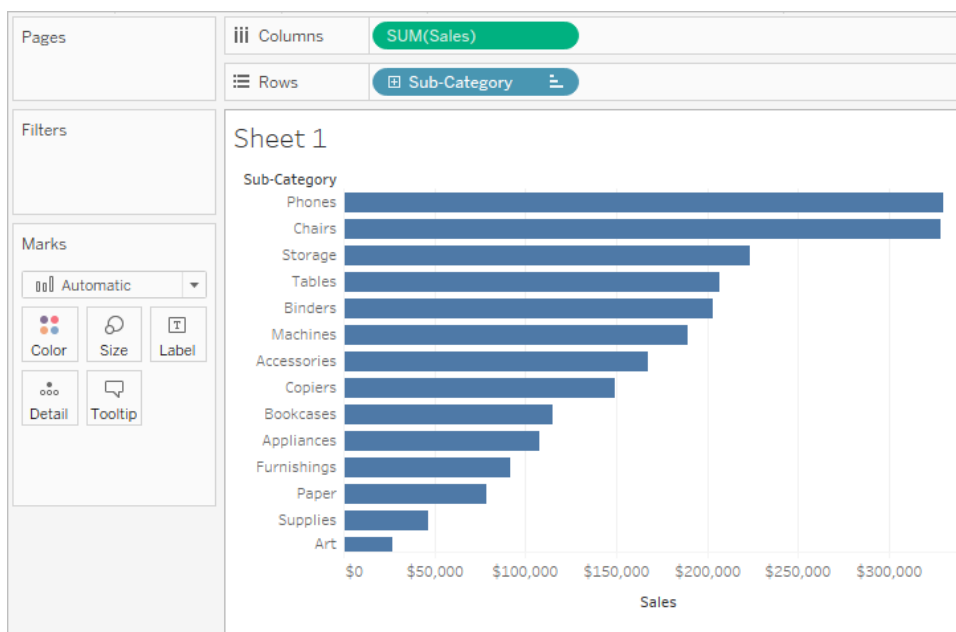 Pages
Filters
Marks
Automatic
Color Size Label
Detail Tooltip
Columns SUM(Sales)
Rows Sub-Category
Sheet 1
Sub-Category
Phones
Chairs
Storage
Tables
Binders
Machines
Accessories
Copiers
Bookcases
Appliances
Furnishings
Paper
Supplies
Art
$0 $50,000 $100,000 $150,000 $200,000 $250,000 $300,000
Sales